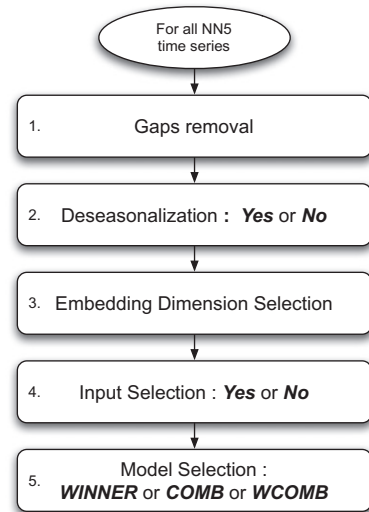 For all NN5
time series
1. Gaps removal
2. Deseasonalization : Yes or No
3. Embedding Dimension Selection
4. Input Selection : Yes or No
5. Model Selection :
WINNER or COMB or WCOMB